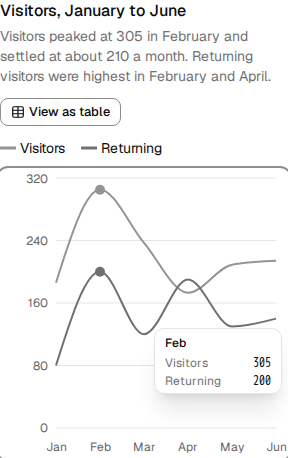 Visitors, January to June
Visitors peaked at 305 in February and
settled at about 210 a month. Returning
visitors were highest in February and April.
View as table
Visitors Returning
320
240
160
80
0
Feb
Visitors 305
Returning 200
Jan Feb Mar Apr May Jun